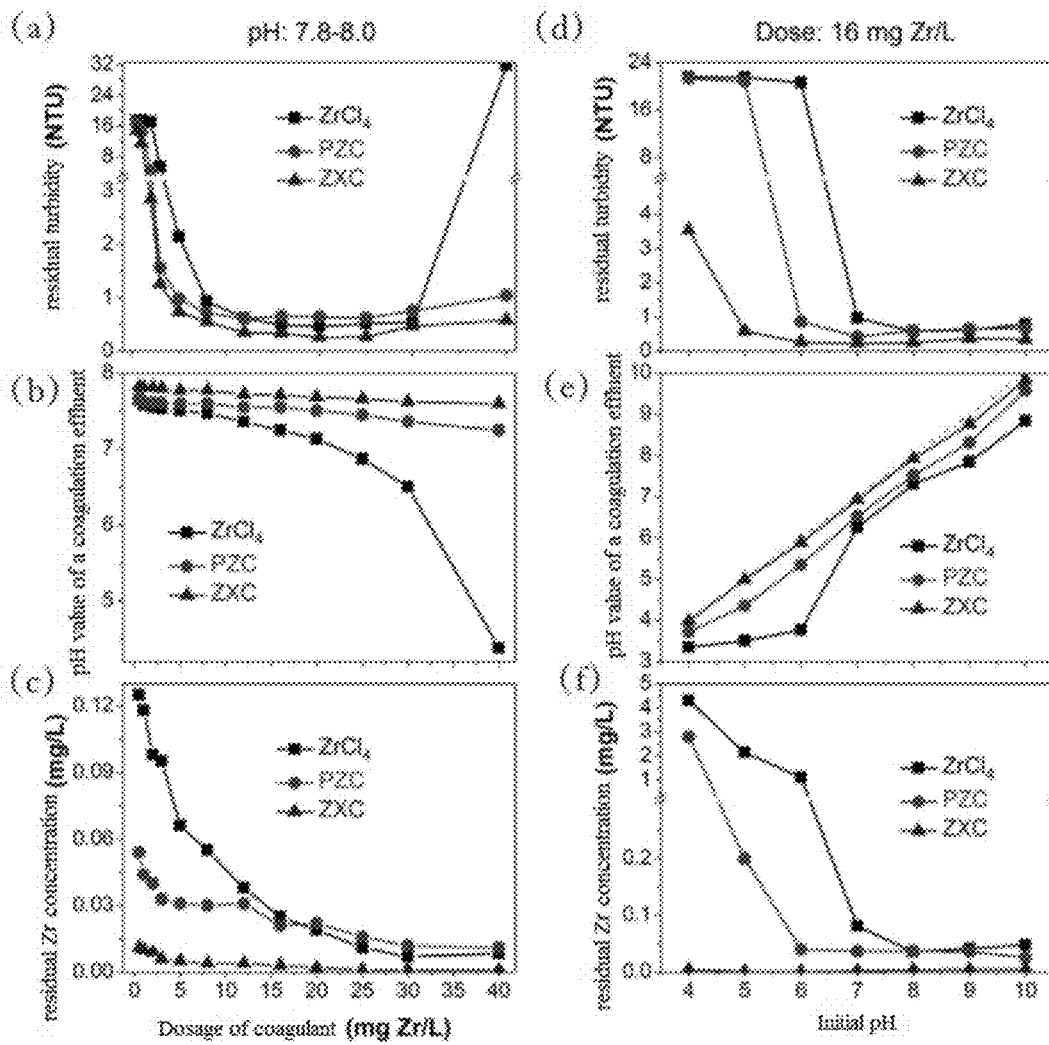 (a)
pH: 7.8-8.0
32
24
16
8
3
2
1
0
residual turbidity (NTU)
ZrCl₄
PZC
ZXC
(b)
8
7
6
5
pH value of a coagulation effluent
ZrCl₄
PZC
ZXC
(c)
0.12
0.09
0.06
0.03
0.00
residual Zr concentration (mg/L)
ZrCl₄
PZC
ZXC
0 5 10 15 20 25 30 35 40
Dosage of coagulant (mg Zr/L)
(d)
Dose: 16 mg Zr/L
24
16
8
4
3
2
1
0
residual turbidity (NTU)
ZrCl₄
PZC
ZXC
(e)
10
9
8
7
6
5
4
3
pH value of a coagulation effluent
ZrCl₄
PZC
ZXC
(f)
5
4
3
2
1
0.2
0.1
0.0
residual Zr concentration (mg/L)
ZrCl₄
PZC
ZXC
4 5 6 7 8 9 10
Initial pH